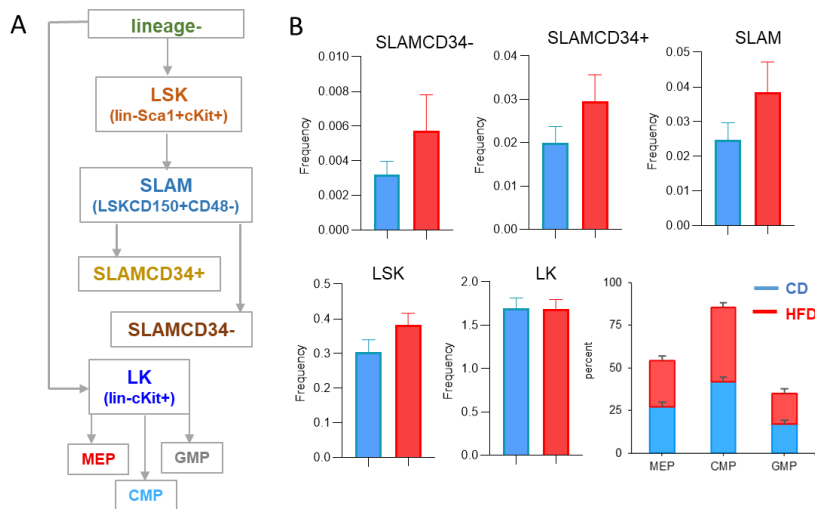 A
lineage-
LSK
(lin-Sca1+cKit+)
SLAM
(LSKCD150+CD48-)
SLAMCD34+
SLAMCD34-
LK
(lin-cKit+)
MEP
GMP
CMP
B
SLAMCD34-
Frequency
0.010
0.008
0.006
0.004
0.002
0.000
SLAMCD34+
Frequency
0.04
0.03
0.02
0.01
0.00
SLAM
Frequency
0.05
0.04
0.03
0.02
0.01
0.00
LSK
Frequency
0.5
0.4
0.3
0.2
0.1
0.0
LK
Frequency
2.0
1.5
1.0
0.5
0.0
percent
100
75
50
25
0
MEP
CMP
GMP
CD
HFD